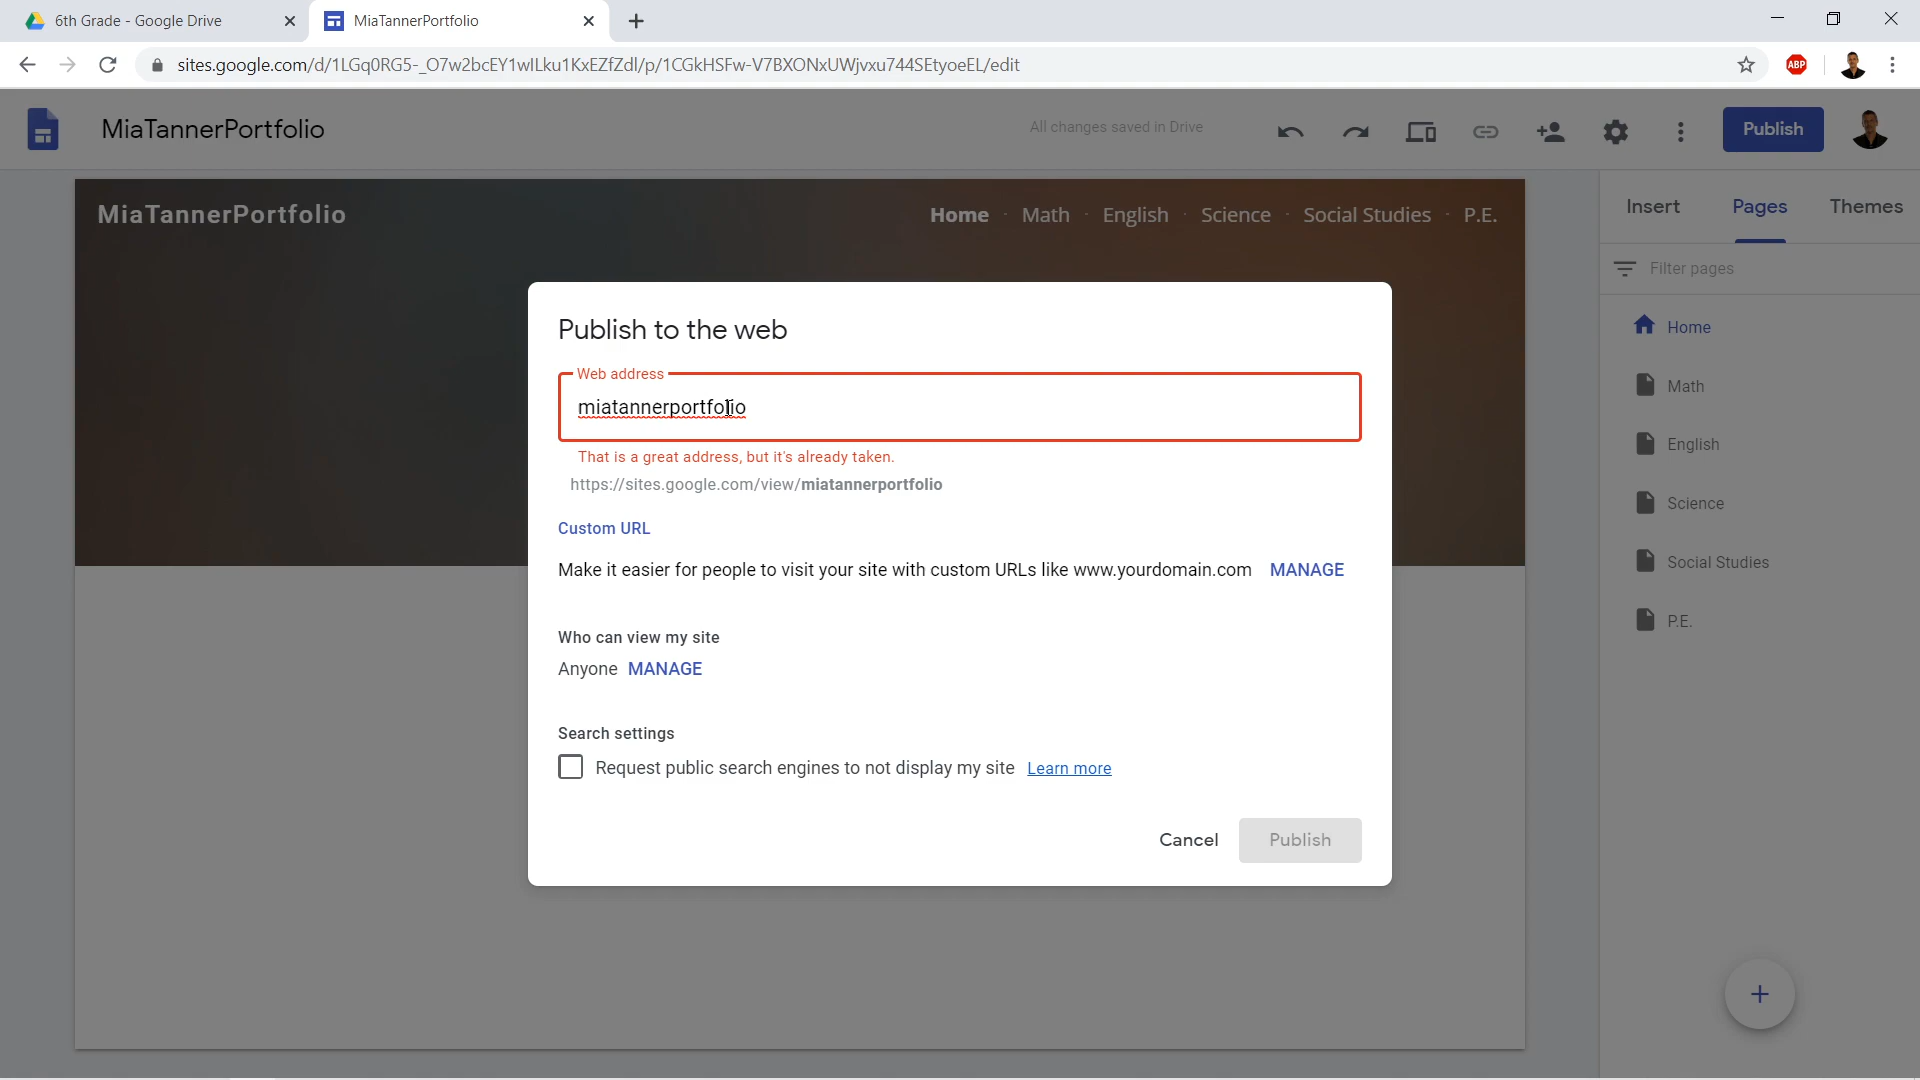 6th Grade - Google Drive
MiaTannerPortfolio
sites.google.com/d/1LGq0RG5-_O7w2bcEY1wlLku1KxEZfZdl/p/1CGkHSFw-V7BXONxUWjvxu744SEtyoeEL/edit
ABP
MiaTannerPortfolio
All changes saved in Drive
Publish
MiaTannerPortfolio
Home · Math · English · Science · Social Studies · P.E.
Insert
Pages
Themes
Filter pages
Home
Math
English
Science
Social Studies
P.E.
Publish to the web
Web address
miatannerportfolio
That is a great address, but it's already taken.
https://sites.google.com/view/miatannerportfolio
Custom URL
Make it easier for people to visit your site with custom URLs like www.yourdomain.com MANAGE
Who can view my site
Anyone MANAGE
Search settings
Request public search engines to not display my site Learn more
Cancel
Publish